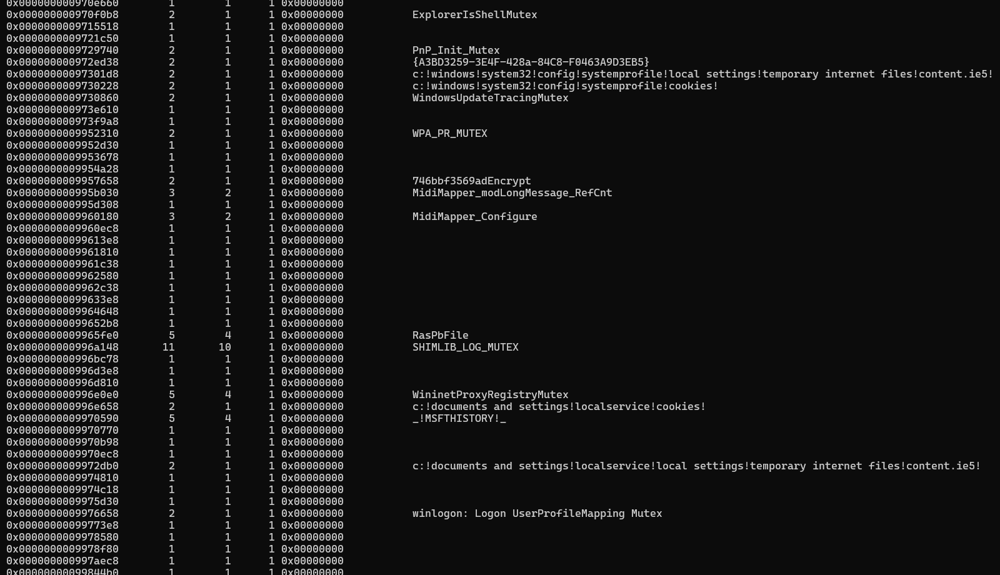 0x000000000970e660 1 1 1 0x00000000
0x000000000970f0b8 2 1 1 0x00000000 ExplorerIsShellMutex
0x0000000009715518 1 1 1 0x00000000
0x0000000009721c50 1 1 1 0x00000000
0x0000000009729740 2 1 1 0x00000000 PnP_Init_Mutex
0x000000000972ed38 2 1 1 0x00000000 {A3BD3259-3E4F-428a-84C8-F0463A9D3EB5}
0x00000000097301d8 2 1 1 0x00000000 c:!windows!system32!config!systemprofile!local settings!temporary internet files!content.ie5!
0x0000000009730228 2 1 1 0x00000000 c:!windows!system32!config!systemprofile!cookies!
0x0000000009730860 2 1 1 0x00000000 WindowsUpdateTracingMutex
0x000000000973e610 1 1 1 0x00000000
0x000000000973f9a8 1 1 1 0x00000000
0x0000000009952310 2 1 1 0x00000000 WPA_PR_MUTEX
0x0000000009952d30 1 1 1 0x00000000
0x0000000009953678 1 1 1 0x00000000
0x0000000009954a28 1 1 1 0x00000000
0x0000000009957658 2 1 1 0x00000000 746bbf3569adEncrypt
0x000000000995b030 3 2 1 0x00000000 MidiMapper_modLongMessage_RefCnt
0x000000000995d308 1 1 1 0x00000000
0x0000000009960180 3 2 1 0x00000000 MidiMapper_Configure
0x0000000009960ec8 1 1 1 0x00000000
0x00000000099613e8 1 1 1 0x00000000
0x0000000009961810 1 1 1 0x00000000
0x0000000009961c38 1 1 1 0x00000000
0x0000000009962580 1 1 1 0x00000000
0x0000000009962c38 1 1 1 0x00000000
0x00000000099633e8 1 1 1 0x00000000
0x0000000009964648 1 1 1 0x00000000
0x00000000099652b8 1 1 1 0x00000000
0x0000000009965fe0 5 4 1 0x00000000 RasPbFile
0x000000000996a148 11 10 1 0x00000000 SHIMLIB_LOG_MUTEX
0x000000000996bc78 1 1 1 0x00000000
0x000000000996d3e8 1 1 1 0x00000000
0x000000000996d810 1 1 1 0x00000000
0x000000000996e0e0 5 4 1 0x00000000 WininetProxyRegistryMutex
0x000000000996e658 2 1 1 0x00000000 c:!documents and settings!localservice!cookies!
0x0000000009970590 5 4 1 0x00000000 _!MSFTHISTORY!_
0x0000000009970770 1 1 1 0x00000000
0x0000000009970b98 1 1 1 0x00000000
0x0000000009970ec8 1 1 1 0x00000000
0x0000000009972db0 2 1 1 0x00000000 c:!documents and settings!localservice!local settings!temporary internet files!content.ie5!
0x0000000009974810 1 1 1 0x00000000
0x0000000009974c18 1 1 1 0x00000000
0x0000000009975d30 1 1 1 0x00000000
0x0000000009976658 2 1 1 0x00000000 winlogon: Logon UserProfileMapping Mutex
0x00000000099773e8 1 1 1 0x00000000
0x0000000009978580 1 1 1 0x00000000
0x0000000009978f80 1 1 1 0x00000000
0x000000000997aec8 1 1 1 0x00000000
0x00000000099844b0 1 1 1 0x00000000